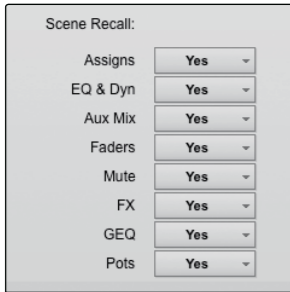 Scene Recall:
Assigns Yes
EQ & Dyn Yes
Aux Mix Yes
Faders Yes
Mute Yes
FX Yes
GEQ Yes
Pots Yes